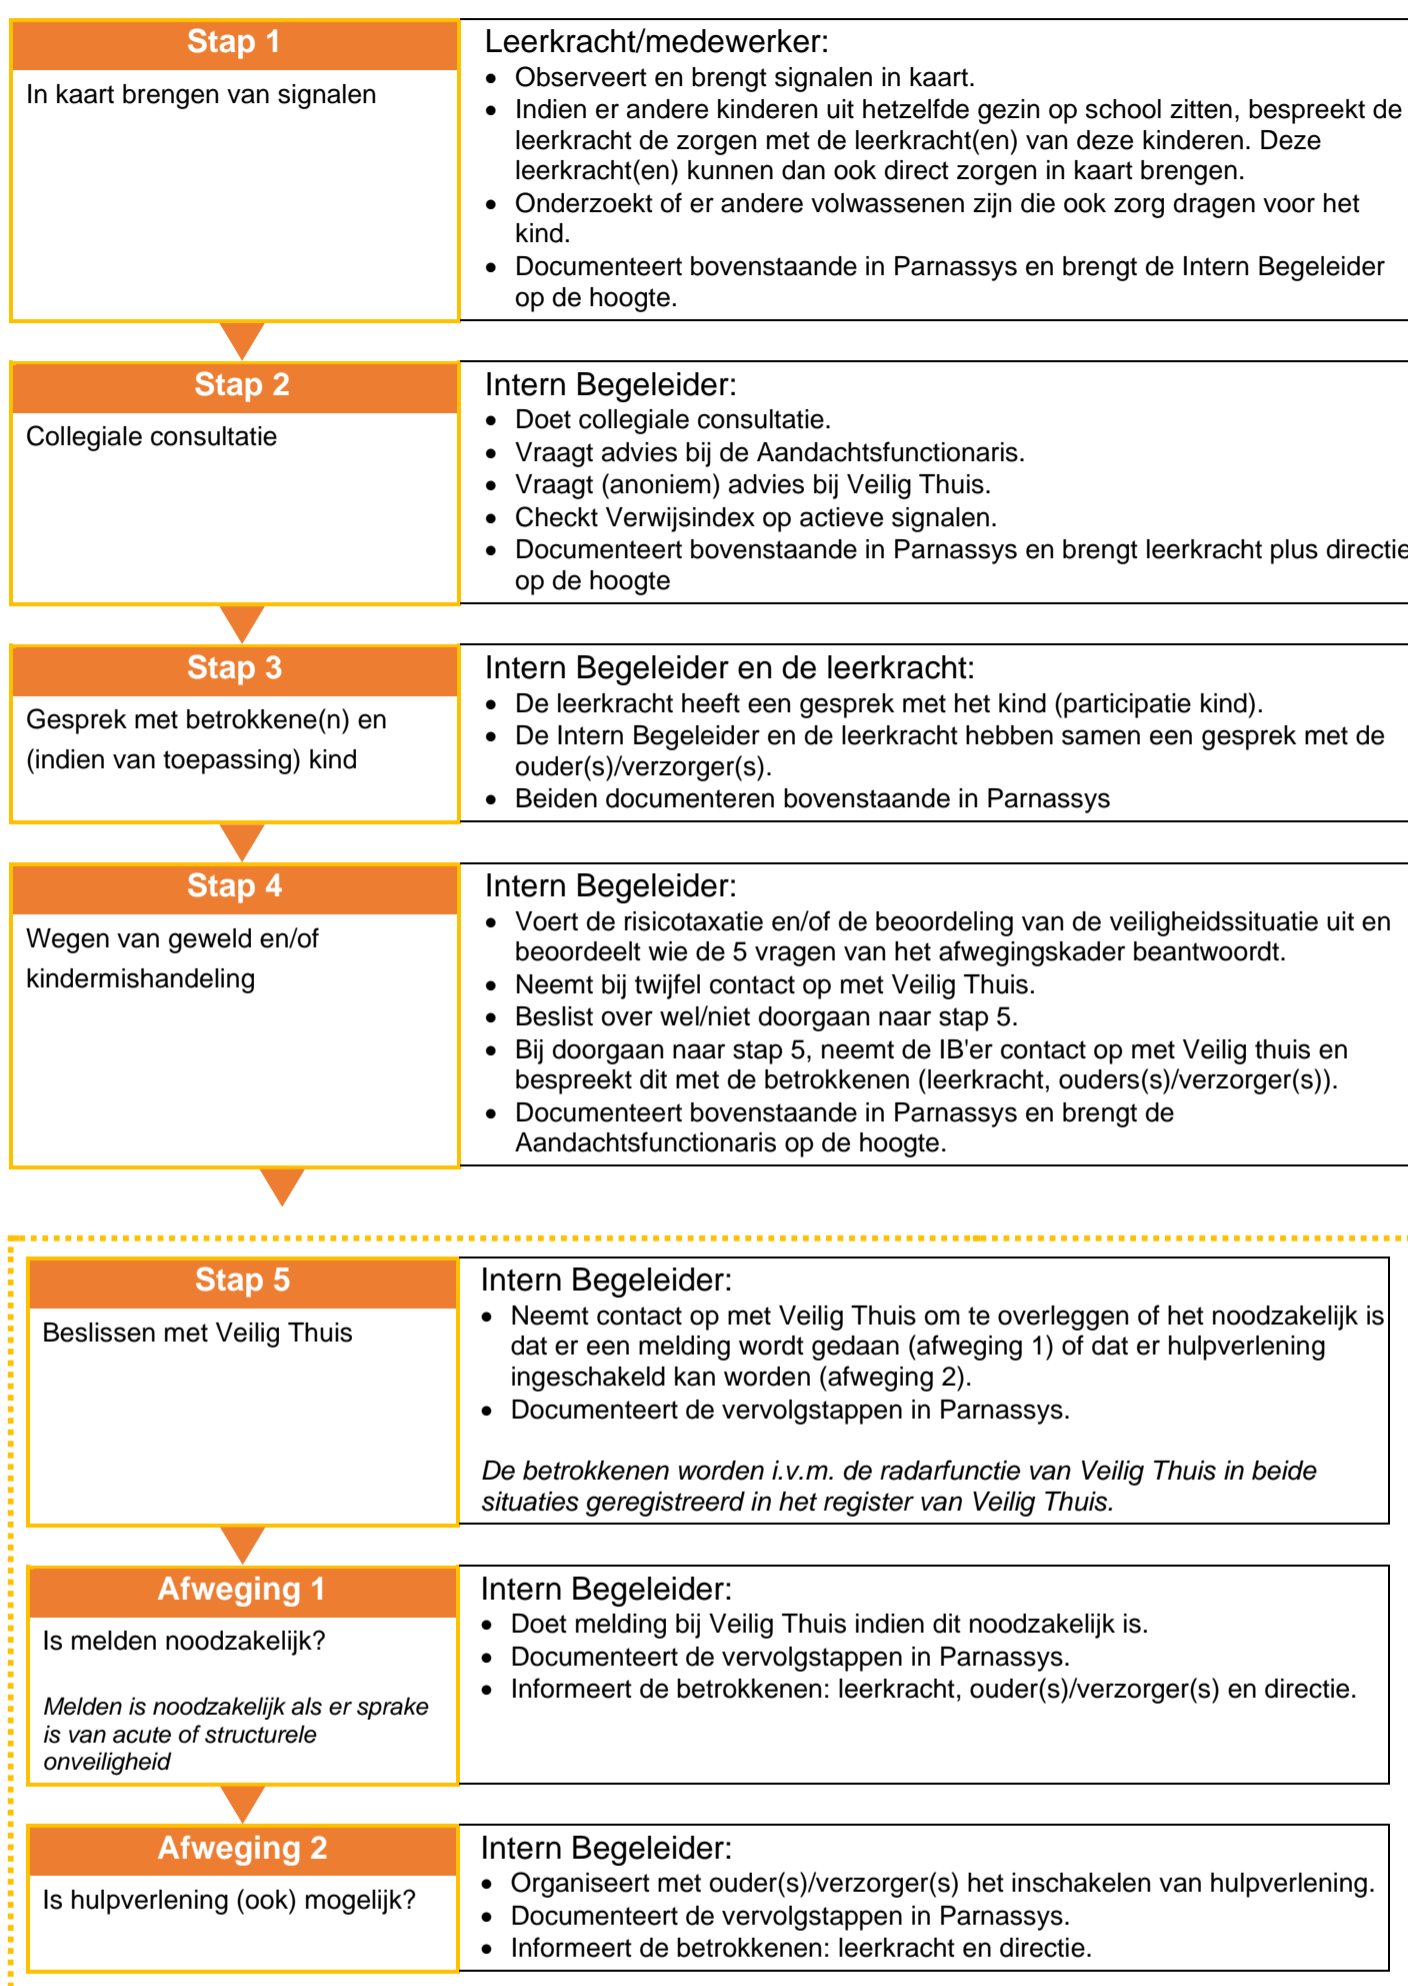 Stap 1
In kaart brengen van signalen
Leerkracht/medewerker:
• Observeert en brengt signalen in kaart.
• Indien er andere kinderen uit hetzelfde gezin op school zitten, bespreekt de
leerkracht de zorgen met de leerkracht(en) van deze kinderen. Deze
leerkracht(en) kunnen dan ook direct zorgen in kaart brengen.
• Onderzoekt of er andere volwassenen zijn die ook zorg dragen voor het
kind.
• Documenteert bovenstaande in Parnassys en brengt de Intern Begeleider
op de hoogte.
Stap 2
Collegiale consultatie
Intern Begeleider:
• Doet collegiale consultatie.
• Vraagt advies bij de Aandachtsfunctionaris.
• Vraagt (anoniem) advies bij Veilig Thuis.
• Checkt Verwijsindex op actieve signalen.
• Documenteert bovenstaande in Parnassys en brengt leerkracht plus directie
op de hoogte
Stap 3
Gesprek met betrokkene(n) en
(indien van toepassing) kind
Intern Begeleider en de leerkracht:
• De leerkracht heeft een gesprek met het kind (participatie kind).
• De Intern Begeleider en de leerkracht hebben samen een gesprek met de
ouder(s)/verzorger(s).
• Beiden documenteren bovenstaande in Parnassys
Stap 4
Wegen van geweld en/of
kindermishandeling
Intern Begeleider:
• Voert de risicotaxatie en/of de beoordeling van de veiligheidssituatie uit en
beoordeelt wie de 5 vragen van het afwegingskader beantwoordt.
• Neemt bij twijfel contact op met Veilig Thuis.
• Beslist over wel/niet doorgaan naar stap 5.
• Bij doorgaan naar stap 5, neemt de IB'er contact op met Veilig thuis en
bespreekt dit met de betrokkenen (leerkracht, ouders(s)/verzorger(s)).
• Documenteert bovenstaande in Parnassys en brengt de
Aandachtsfunctionaris op de hoogte.
Stap 5
Beslissen met Veilig Thuis
Intern Begeleider:
• Neemt contact op met Veilig Thuis om te overleggen of het noodzakelijk is
dat er een melding wordt gedaan (afweging 1) of dat er hulpverlening
ingeschakeld kan worden (afweging 2).
• Documenteert de vervolgstappen in Parnassys.
De betrokkenen worden i.v.m. de radarfunctie van Veilig Thuis in beide
situaties geregistreerd in het register van Veilig Thuis.
Afweging 1
Is melden noodzakelijk?
Melden is noodzakelijk als er sprake
is van acute of structurele
onveiligheid
Intern Begeleider:
• Doet melding bij Veilig Thuis indien dit noodzakelijk is.
• Documenteert de vervolgstappen in Parnassys.
• Informeert de betrokkenen: leerkracht, ouder(s)/verzorger(s) en directie.
Afweging 2
Is hulpverlening (ook) mogelijk?
Intern Begeleider:
• Organiseert met ouder(s)/verzorger(s) het inschakelen van hulpverlening.
• Documenteert de vervolgstappen in Parnassys.
• Informeert de betrokkenen: leerkracht en directie.